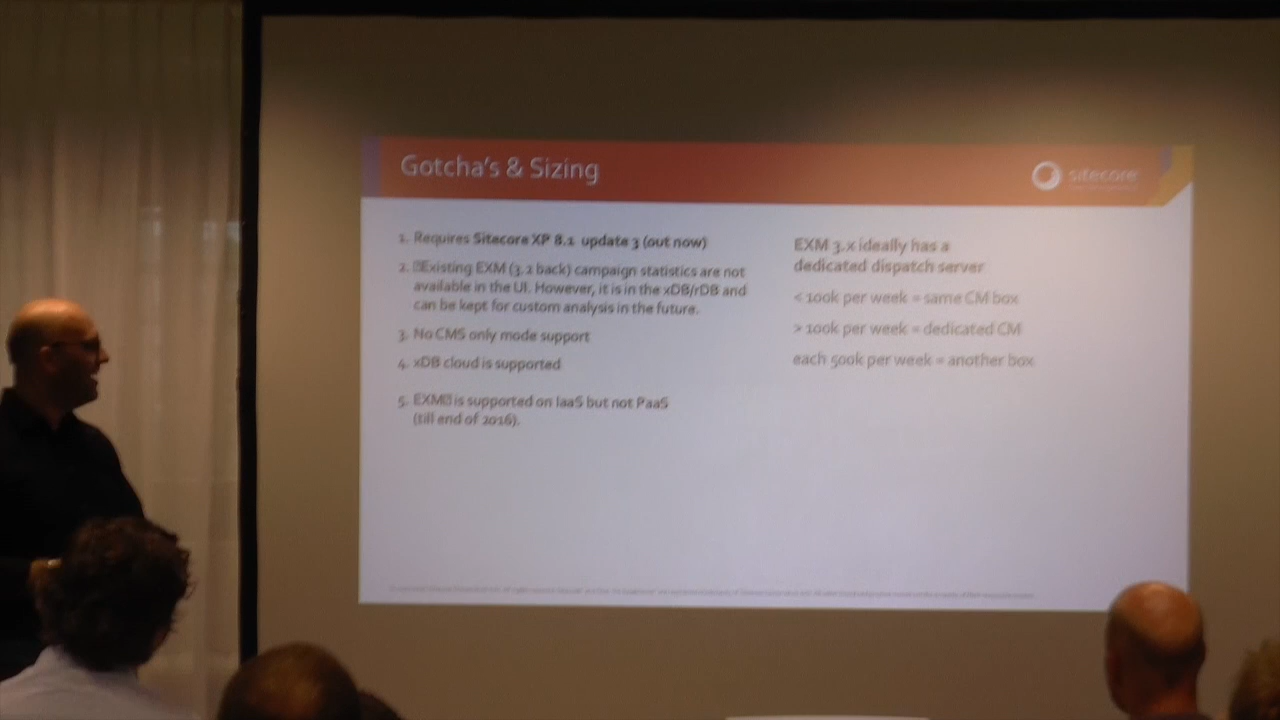 Gotcha's & Sizing
sitecore
1. Requires Sitecore XP 8.1 update 3 (out now)
2. Existing EXM (3.2 back) campaign statistics are not
available in the UI. However, it is in the xDB/rDB and
can be kept for custom analysis in the future.
3. No CMS only mode support
4. xDB cloud is supported
5. EXM is supported on IaaS but not PaaS
(till end of 2016).
EXM 3.x ideally has a
dedicated dispatch server
< 100k per week = same CM box
> 100k per week = dedicated CM
each 500k per week = another box